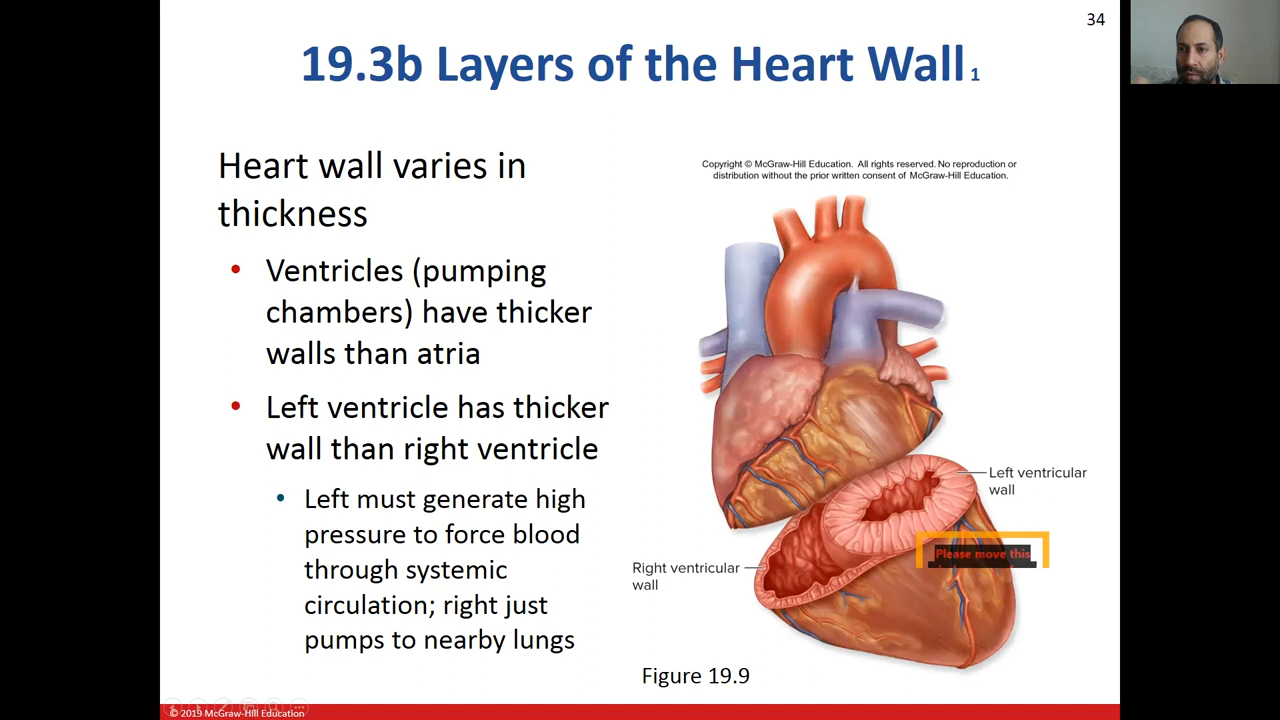 34
19.3b Layers of the Heart Wall 1
Heart wall varies in
thickness
• Ventricles (pumping
chambers) have thicker
walls than atria
• Left ventricle has thicker
wall than right ventricle
• Left must generate high
pressure to force blood
through systemic
circulation; right just
pumps to nearby lungs
Copyright © McGraw-Hill Education. All rights reserved. No reproduction or
distribution without the prior written consent of McGraw-Hill Education.
Left ventricular
wall
Please move this
Right ventricular
wall
Figure 19.9
© 2019 McGraw-Hill Education